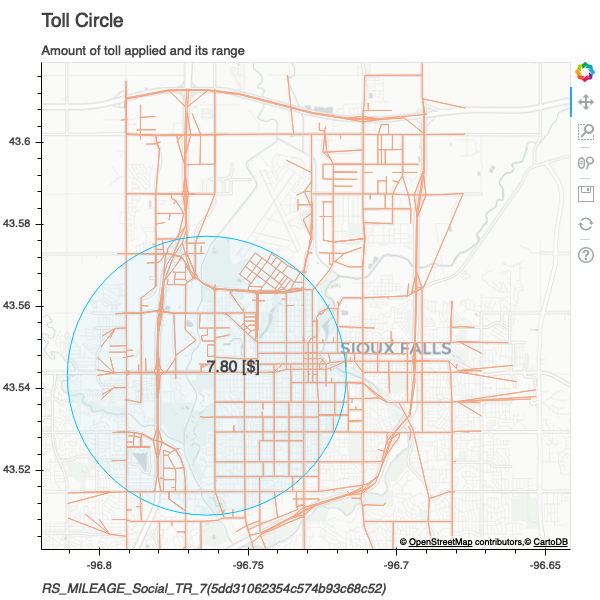 Toll Circle
Amount of toll applied and its range
43.6
43.58
43.56
SIOUX FALLS
7.80 [$]
43.54
43.52
© OpenStreetMap contributors,© CartoDB
-96.8
-96.75
-96.7
-96.65
RS_MILEAGE_Social_TR_7(5dd31062354c574b93c68c52)